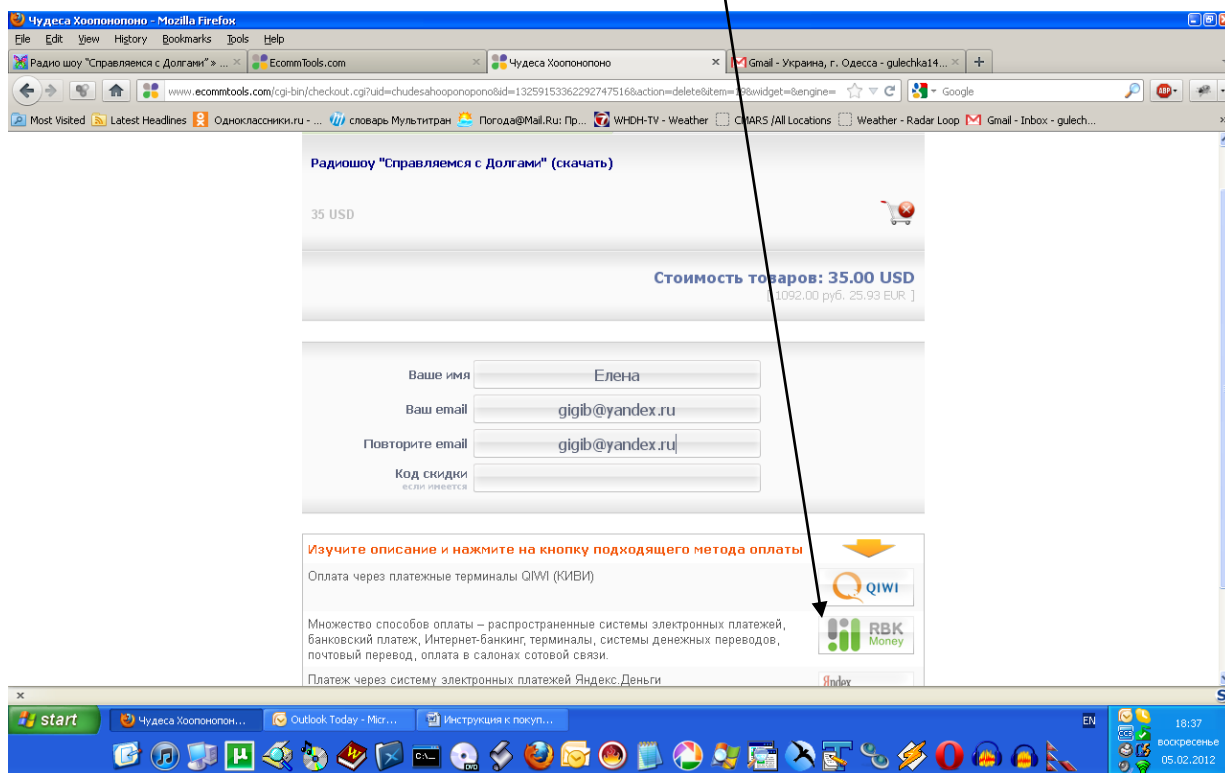 Чудеса Хоопонопоно - Mozilla Firefox
File Edit View History Bookmarks Tools Help
Радио шоу "Справляемся с Долгами" » ... EcommTools.com Чудеса Хоопонопоно Gmail - Украина, г. Одесса - gulechka14...
www.ecommtools.com/cgi-bin/checkout.cgi?uid=chudesahooponopono&id=13259153362292747516&action=delete&item=19&widget=&engine= Google
Most Visited Latest Headlines Одноклассники.ru - ... словарь Мультитран Погода@Mail.Ru: Пр... WHDH-TV - Weather CMARS /All Locations Weather - Radar Loop Gmail - Inbox - gulech...
Радиошоу "Справляемся с Долгами" (скачать)
35 USD
Стоимость товаров: 35.00 USD
[ 1092.00 руб. 25.93 EUR ]
Ваше имя Елена
Ваш email gigib@yandex.ru
Повторите email gigib@yandex.ru
Код скидки
если имеется
Изучите описание и нажмите на кнопку подходящего метода оплаты
Оплата через платежные терминалы QIWI (КИВИ)
QIWI
Множество способов оплаты – распространенные системы электронных платежей,
банковский платеж, Интернет-банкинг, терминалы, системы денежных переводов,
почтовый перевод, оплата в салонах сотовой связи.
RBK
Money
Платеж через систему электронных платежей Яндекс.Деньги
Яndex
start Чудеса Хоопонопон... Outlook Today - Micr... Инструкция к покуп... EN 18:37
воскресенье
05.02.2012